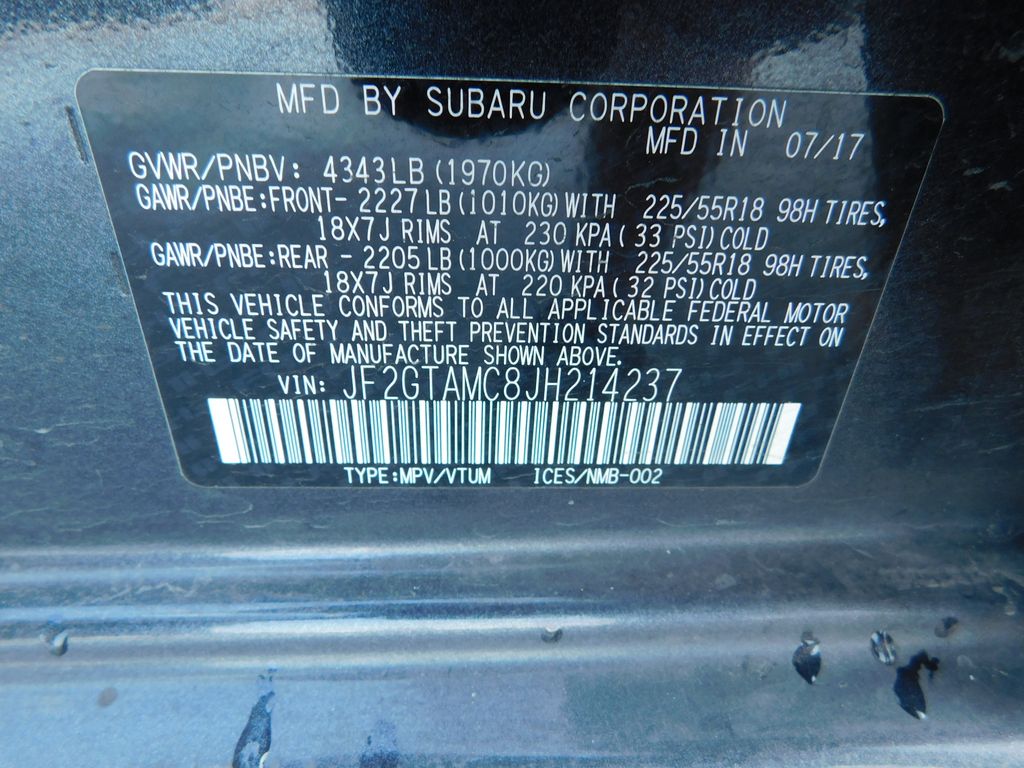 MFD BY SUBARU CORPORATION
MFD IN 07/17
GVWR/PNBV: 4343LB (1970KG)
GAWR/PNBE:FRONT- 2227LB (1010KG) WITH 225/55R18 98H TIRES,
18X7J RIMS AT 230 KPA ( 33 PSI) COLD
GAWR/PNBE:REAR - 2205LB (1000KG) WITH 225/55R18 98H TIRES,
18X7J RIMS AT 220 KPA ( 32 PSI) COLD
THIS VEHICLE CONFORMS TO ALL APPLICABLE FEDERAL MOTOR
VEHICLE SAFETY AND THEFT PREVENTION STANDARDS IN EFFECT ON
THE DATE OF MANUFACTURE SHOWN ABOVE.
VIN: JF2GTAMC8JH214237
TYPE:MPV/VTUM ICES/NMB-002